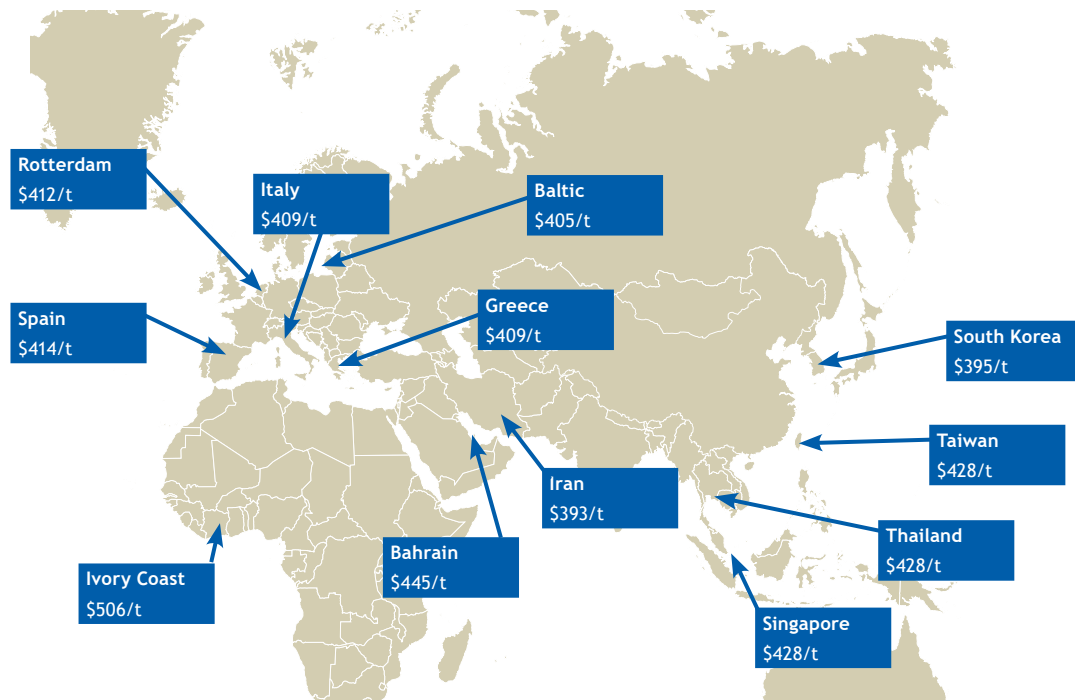 Rotterdam
$412/t
Italy
$409/t
Baltic
$405/t
Spain
$414/t
Greece
$409/t
South Korea
$395/t
Taiwan
$428/t
Iran
$393/t
Thailand
$428/t
Bahrain
$445/t
Ivory Coast
$506/t
Singapore
$428/t